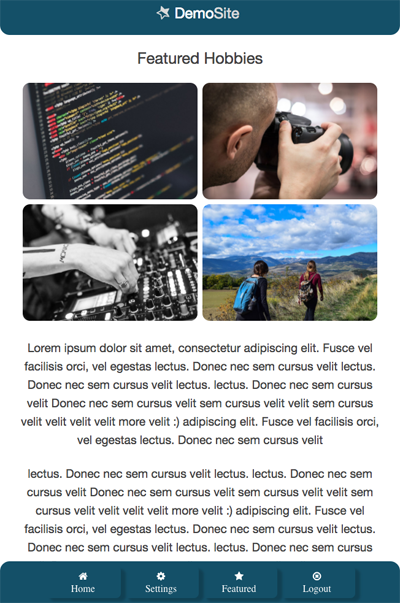 DemoSite
Featured Hobbies
Lorem ipsum dolor sit amet, consectetur adipiscing elit. Fusce vel
facilisis orci, vel egestas lectus. Donec nec sem cursus velit lectus.
Donec nec sem cursus velit lectus. lectus. Donec nec sem cursus
velit Donec nec sem cursus velit sem cursus velit velit sem cursus
velit velit velit velit more velit :) adipiscing elit. Fusce vel facilisis orci,
vel egestas lectus. Donec nec sem cursus velit
lectus. Donec nec sem cursus velit lectus. lectus. Donec nec sem
cursus velit Donec nec sem cursus velit sem cursus velit velit sem
cursus velit velit velit velit more velit :) adipiscing elit. Fusce vel
facilisis orci, vel egestas lectus. Donec nec sem cursus velit lectus.
Donec nec sem cursus velit lectus. lectus. Donec nec sem cursus
Home
Settings
Featured
Logout